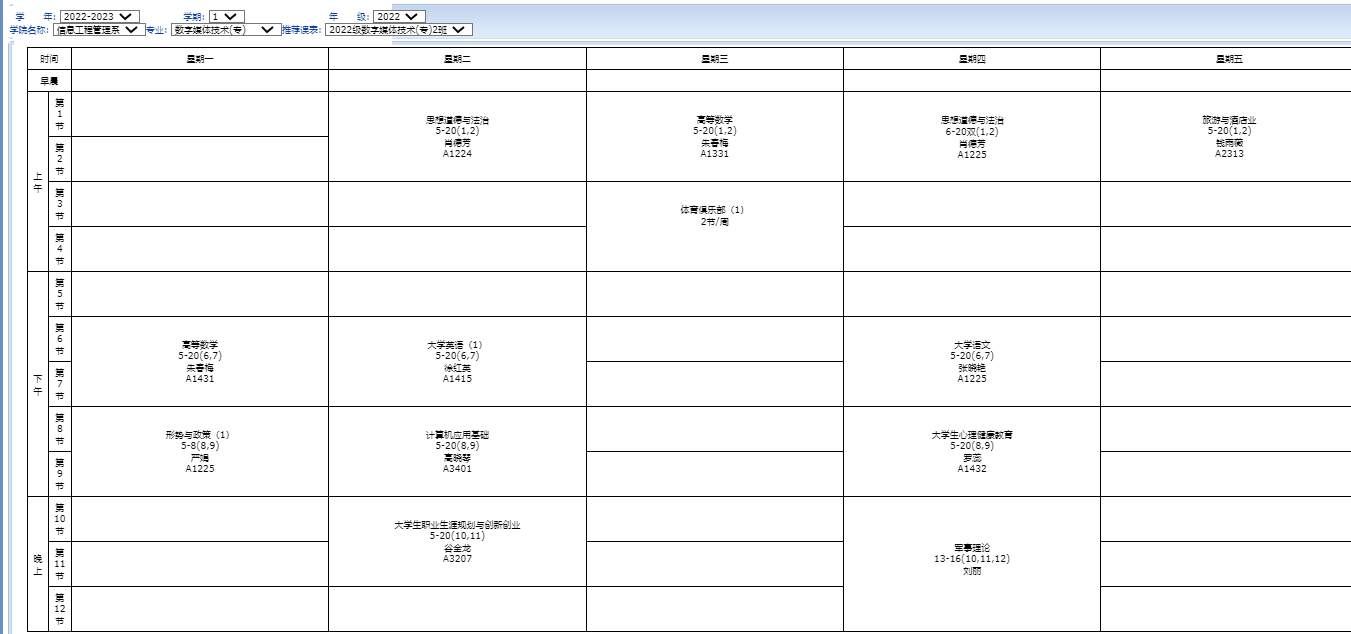 学 年: 2022-2023 学期: 1 年 级: 2022
学院名称: 信息工程管理系 专业: 数字媒体技术(专) 推荐课表: 2022级数字媒体技术(专)2班
时间 星期一 星期二 星期三 星期四 星期五
早晨
上午
第1节
思想道德与法治
5-20(1,2)
肖德芳
A1224
高等数学
5-20(1,2)
朱春梅
A1331
思想道德与法治
6-20双(1,2)
肖德芳
A1225
旅游与酒店业
5-20(1,2)
钱雨薇
A2313
第2节
第3节
体育俱乐部（1）
2节/周
第4节
下午
第5节
第6节
高等数学
5-20(6,7)
朱春梅
A1431
大学英语（1）
5-20(6,7)
徐红英
A1415
大学语文
5-20(6,7)
张晓艳
A1225
第7节
第8节
形势与政策（1）
5-8(8,9)
严娟
A1225
计算机应用基础
5-20(8,9)
高晓琴
A3401
大学生心理健康教育
5-20(8,9)
罗蕊
A1432
第9节
晚上
第10节
大学生职业生涯规划与创新创业
5-20(10,11)
谷金龙
A3207
军事理论
13-16(10,11,12)
刘丽
第11节
第12节